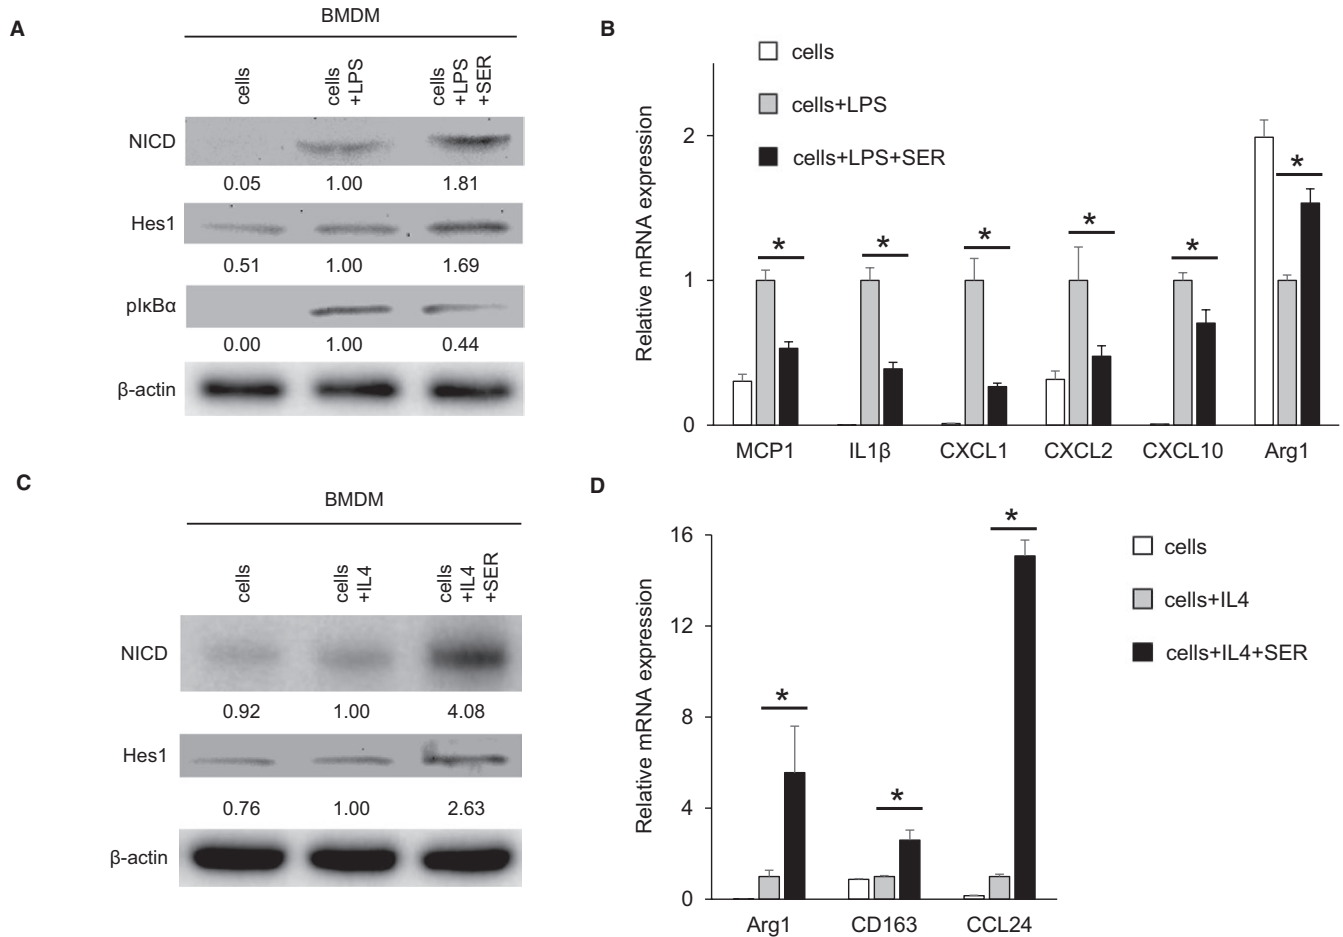 A
BMDM
cells
cells
+LPS
cells
+LPS
+SER
NICD
0.05 1.00 1.81
Hes1
0.51 1.00 1.69
pIκBα
0.00 1.00 0.44
β-actin
B
cells
cells+LPS
cells+LPS+SER
Relative mRNA expression
2
1
0
* * * * * *
MCP1 IL1β CXCL1 CXCL2 CXCL10 Arg1
C
BMDM
cells
cells
+IL4
cells
+IL4
+SER
NICD
0.92 1.00 4.08
Hes1
0.76 1.00 2.63
β-actin
D
cells
cells+IL4
cells+IL4+SER
Relative mRNA expression
16
12
8
4
0
* * *
Arg1 CD163 CCL24